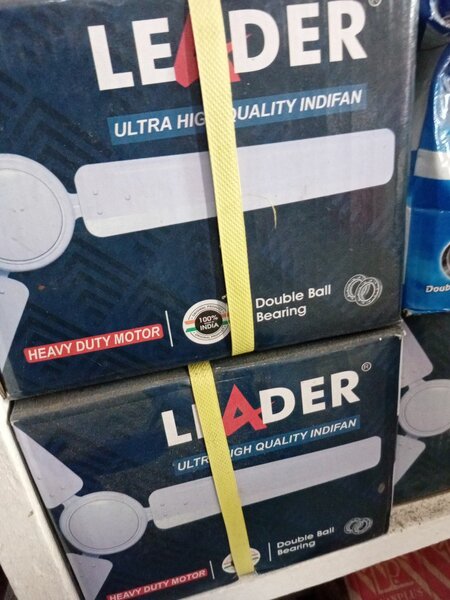 LEADER®
ULTRA HIGH QUALITY INDIFAN
HEAVY DUTY MOTOR
100%
INDIA
Double Ball
Bearing
Doub
LEADER®
ULTRA HIGH QUALITY INDIFAN
HEAVY DUTY MOTOR
Double Ball
Bearing